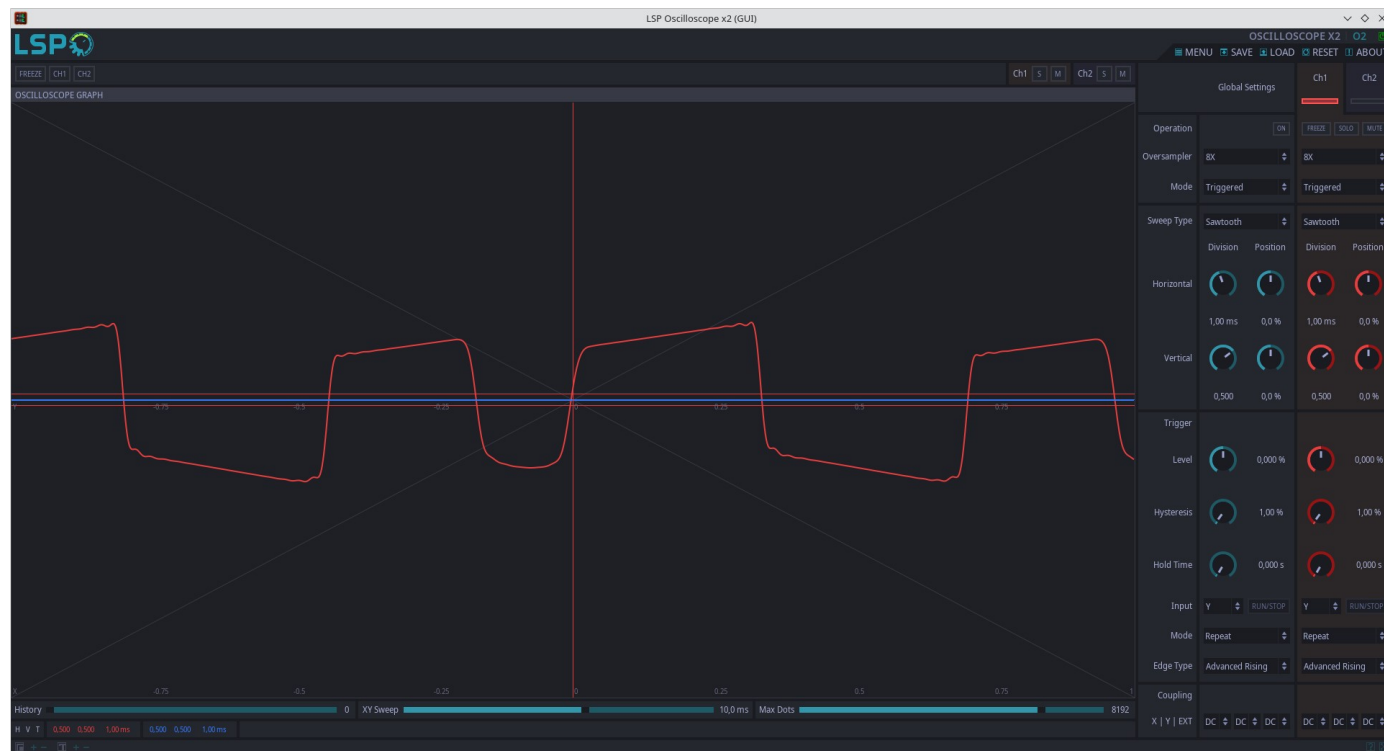 LSP Oscilloscope x2 (GUI)
LSP
OSCILLOSCOPE X2 O2
MENU SAVE LOAD RESET ABOUT
FREEZE CH1 CH2
Ch1 S M Ch2 S M
Global Settings Ch1 Ch2
OSCILLOSCOPE GRAPH
Operation ON FREEZE SOLO MUTE
Oversampler 8X 8X
Mode Triggered Triggered
Sweep Type Sawtooth Sawtooth
Division Position Division Position
Horizontal
1,00 ms 0,0 % 1,00 ms 0,0 %
Vertical
0,500 0,0 % 0,500 0,0 %
Y -0.75 -0.5 -0.25 0 0.25 0.5 0.75
Trigger
Level 0,000 % 0,000 %
Hysteresis 1,00 % 1,00 %
Hold Time 0,000 s 0,000 s
Input Y RUN/STOP Y RUN/STOP
Mode Repeat Repeat
Edge Type Advanced Rising Advanced Rising
X -0.75 -0.5 -0.25 0 0.25 0.5 0.75 1
Coupling
History 0 XY Sweep 10,0 ms Max Dots 8192
X | Y | EXT DC DC DC DC DC DC
H V T 0,500 0,500 1,00 ms 0,500 0,500 1,00 ms